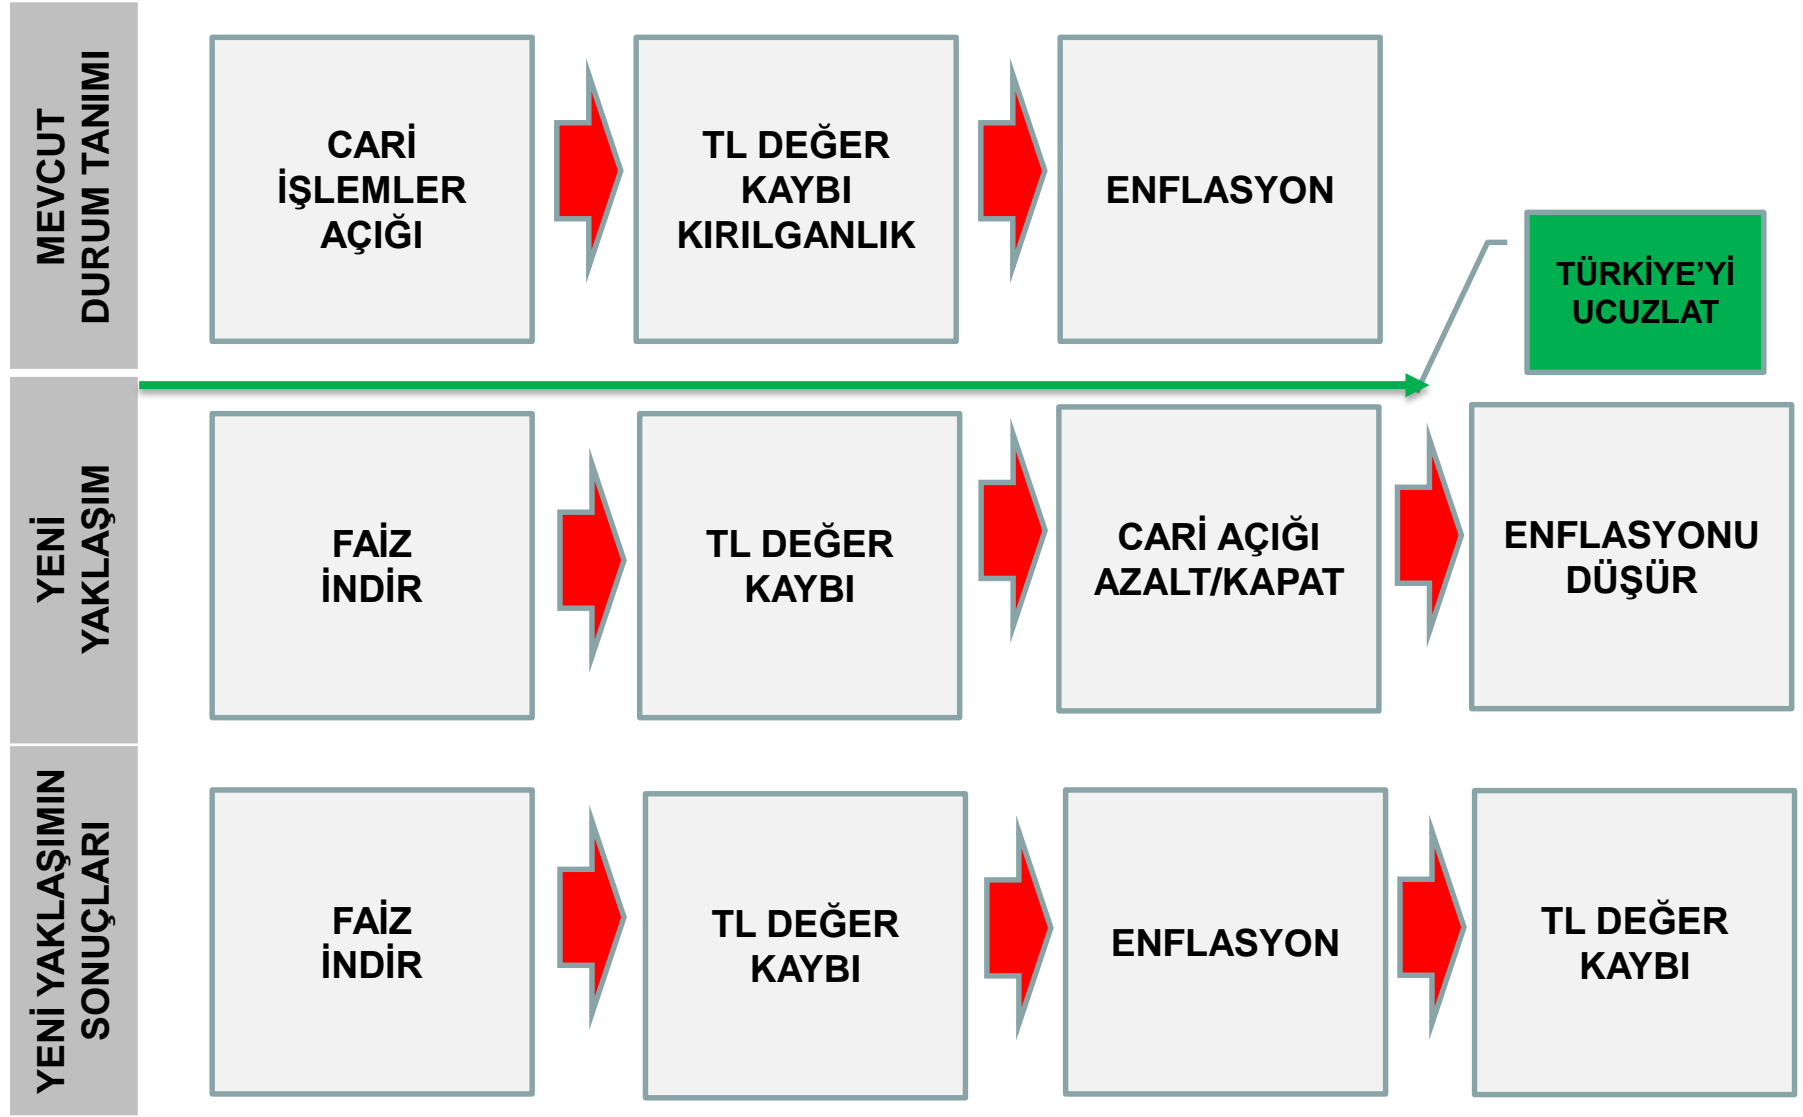 MEVCUT
DURUM TANIMI
CARİ
İŞLEMLER
AÇIĞI
TL DEĞER
KAYBI
KIRILGANLIK
ENFLASYON
TÜRKİYE’Yİ
UCUZLAT
YENİ
YAKLAŞIM
FAİZ
İNDİR
TL DEĞER
KAYBI
CARİ AÇIĞI
AZALT/KAPAT
ENFLASYONU
DÜŞÜR
YENİ YAKLAŞIMIN
SONUÇLARI
FAİZ
İNDİR
TL DEĞER
KAYBI
ENFLASYON
TL DEĞER
KAYBI